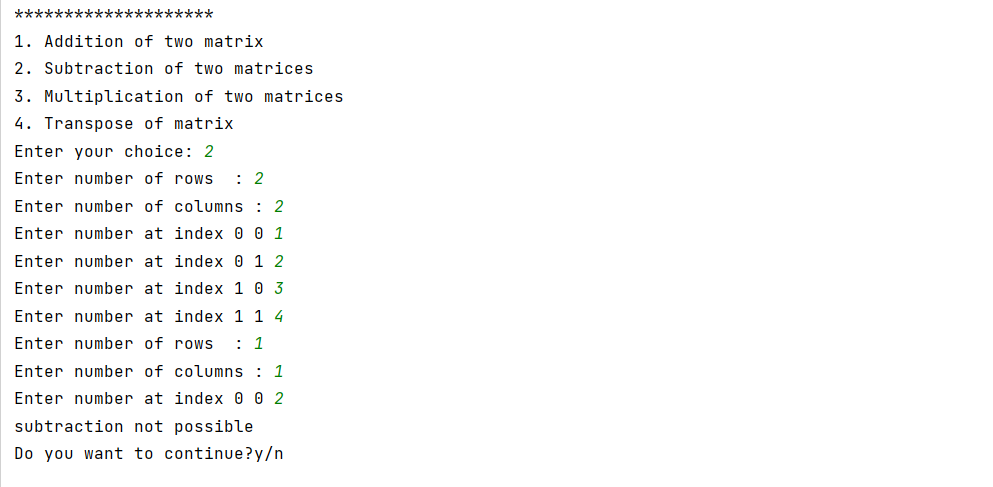 ********************
1. Addition of two matrix
2. Subtraction of two matrices
3. Multiplication of two matrices
4. Transpose of matrix
Enter your choice: 2
Enter number of rows  : 2
Enter number of columns : 2
Enter number at index 0 0 1
Enter number at index 0 1 2
Enter number at index 1 0 3
Enter number at index 1 1 4
Enter number of rows  : 1
Enter number of columns : 1
Enter number at index 0 0 2
subtraction not possible
Do you want to continue?y/n